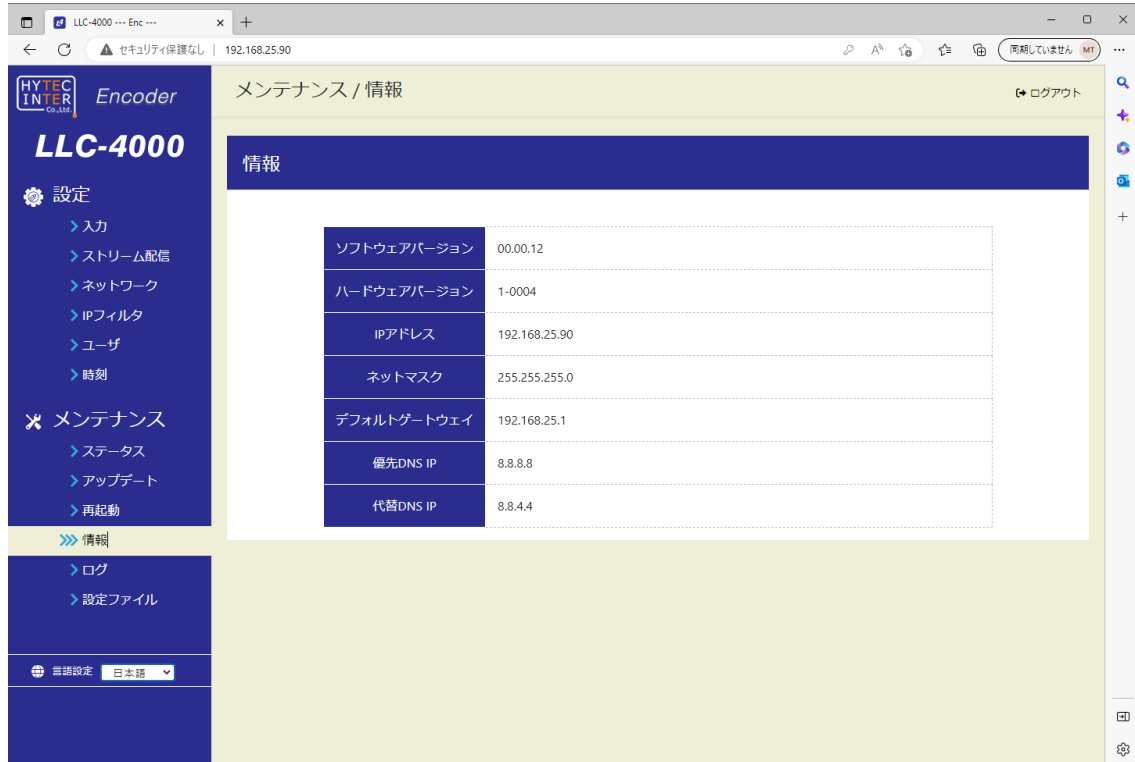 LLC-4000 --- Enc ---
セキュリティ保護なし | 192.168.25.90
同期していません MT
HYTEC INTER Co.,Ltd.
Encoder
LLC-4000
設定
入力
ストリーム配信
ネットワーク
IPフィルタ
ユーザ
時刻
メンテナンス
ステータス
アップデート
再起動
情報
ログ
設定ファイル
言語設定 日本語
メンテナンス / 情報
ログアウト
情報
ソフトウェアバージョン 00.00.12
ハードウェアバージョン 1-0004
IPアドレス 192.168.25.90
ネットマスク 255.255.255.0
デフォルトゲートウェイ 192.168.25.1
優先DNS IP 8.8.8.8
代替DNS IP 8.8.4.4